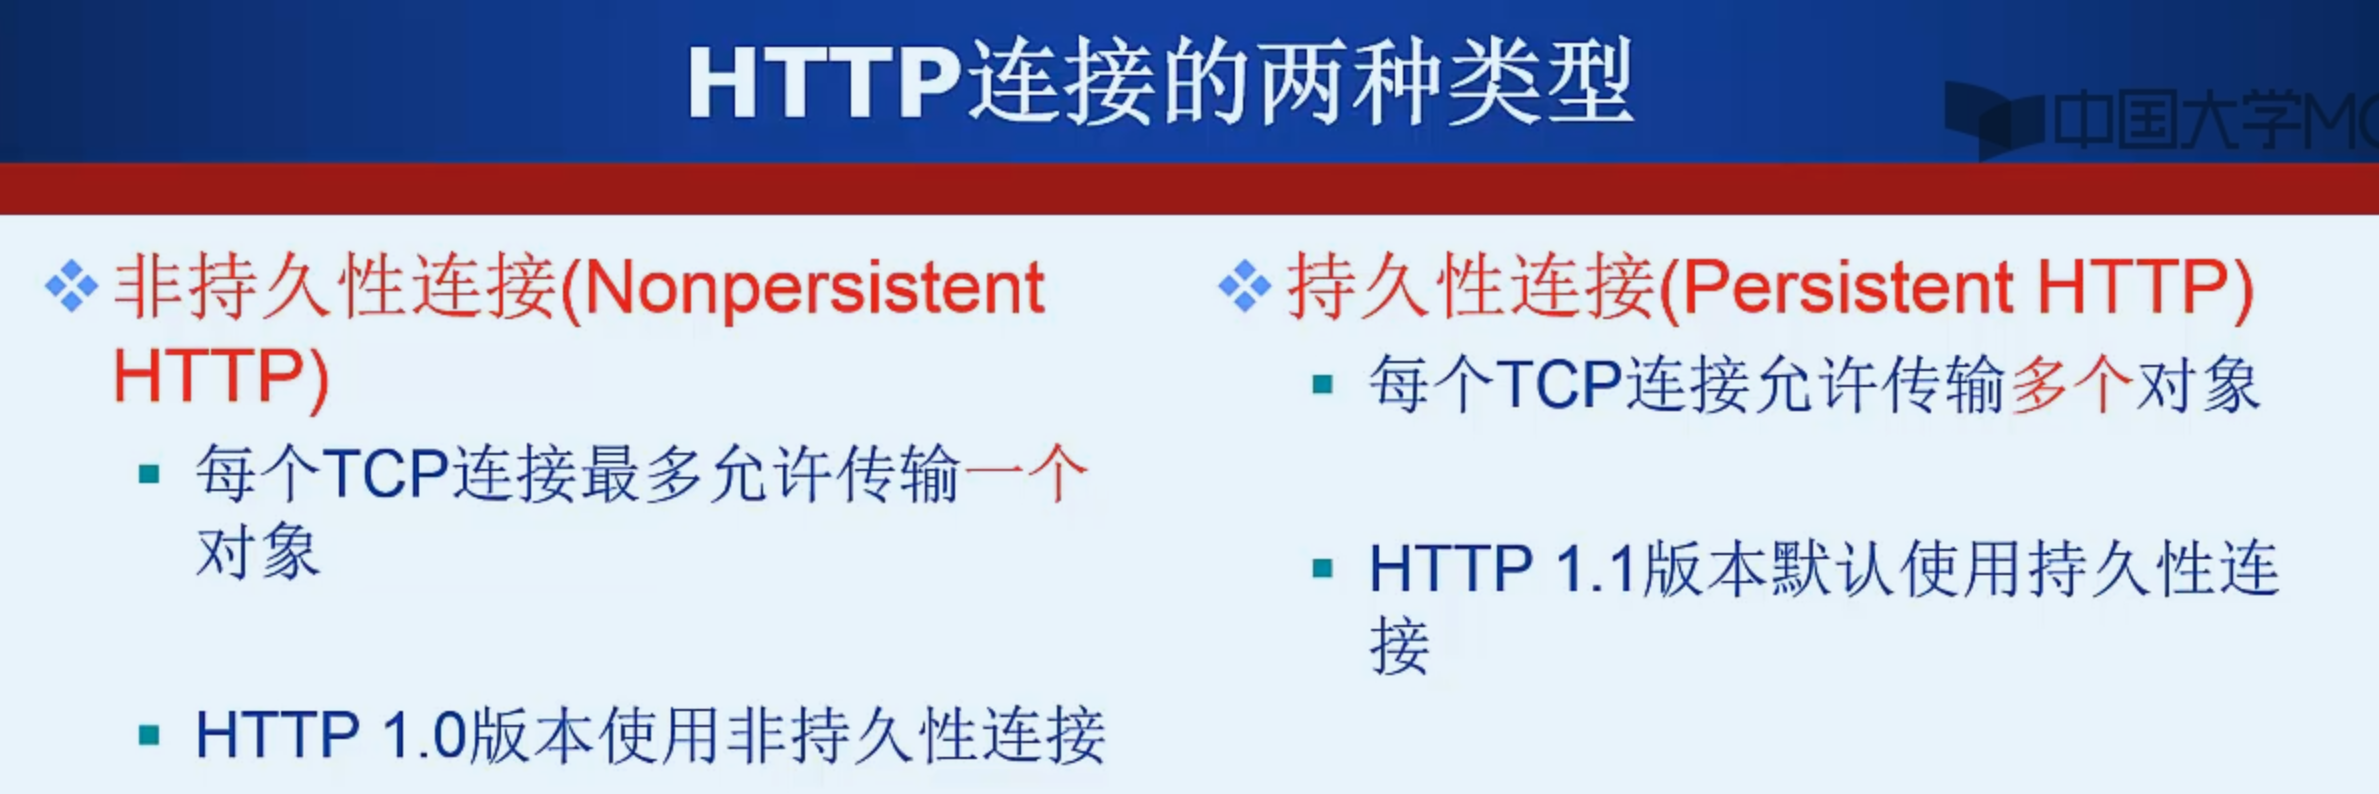 HTTP连接的两种类型
中国大学MO
非持久性连接(Nonpersistent
HTTP)
每个TCP连接最多允许传输一个
对象
HTTP 1.0版本使用非持久性连接
持久性连接(Persistent HTTP)
每个TCP连接允许传输多个对象
HTTP 1.1版本默认使用持久性连
接